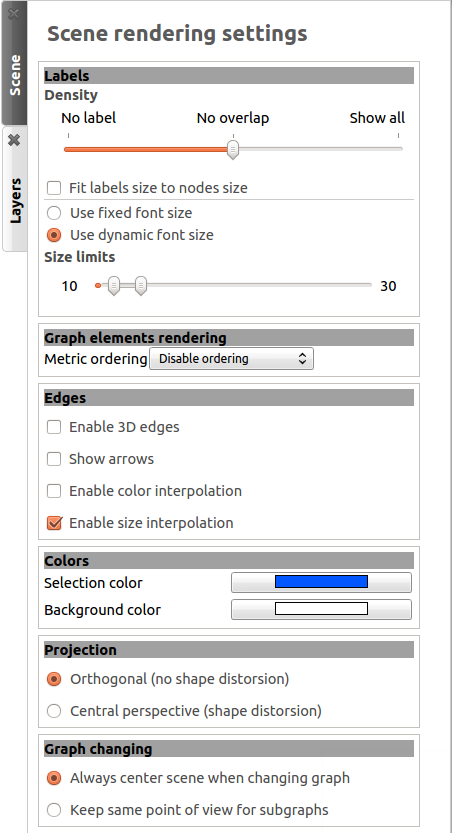 Scene
Layers
Scene rendering settings
Labels
Density
No label No overlap Show all
Fit labels size to nodes size
Use fixed font size
Use dynamic font size
Size limits
10 30
Graph elements rendering
Metric ordering Disable ordering
Edges
Enable 3D edges
Show arrows
Enable color interpolation
Enable size interpolation
Colors
Selection color
Background color
Projection
Orthogonal (no shape distorsion)
Central perspective (shape distorsion)
Graph changing
Always center scene when changing graph
Keep same point of view for subgraphs